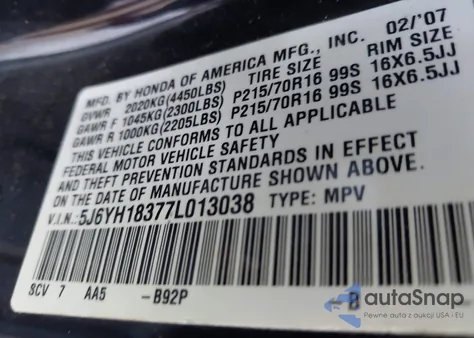 MFD. BY HONDA OF AMERICA MFG., INC. 02/'07
GVWR 2020KG(4450LBS) TIRE SIZE RIM SIZE
GAWR F 1045KG(2300LBS) P215/70R16 99S 16X6.5JJ
GAWR R 1000KG(2205LBS) P215/70R16 99S 16X6.5JJ
THIS VEHICLE CONFORMS TO ALL APPLICABLE
FEDERAL MOTOR VEHICLE SAFETY
AND THEFT PREVENTION STANDARDS IN EFFECT
ON THE DATE OF MANUFACTURE SHOWN ABOVE.
V.I.N.: 5J6YH18377L013038 TYPE: MPV
SCV 7 AA5 -B92P -B
autoSnap
Pewne auta z aukcji USA i EU